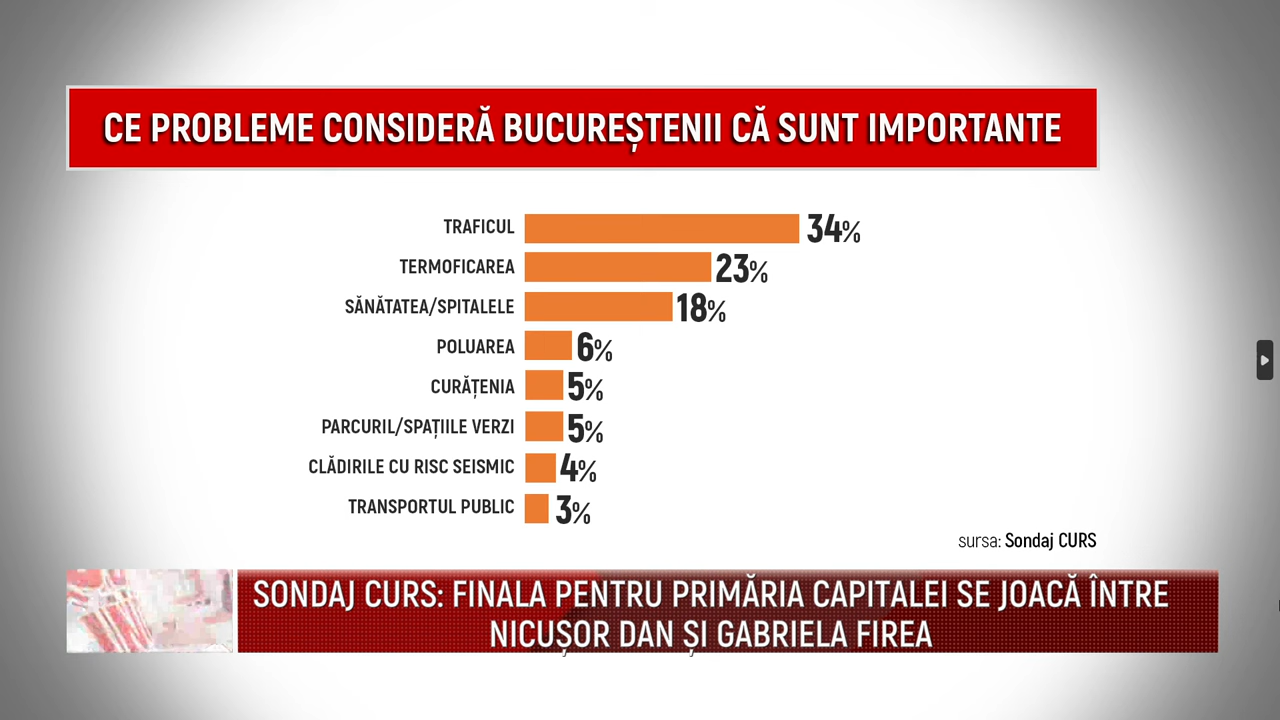 CE PROBLEME CONSIDERĂ BUCUREȘTENII CĂ SUNT IMPORTANTE
TRAFICUL 34%
TERMOFICAREA 23%
SĂNĂTATEA/SPITALELE 18%
POLUAREA 6%
CURĂȚENIA 5%
PARCURIL/SPAȚIILE VERZI 5%
CLĂDIRILE CU RISC SEISMIC 4%
TRANSPORTUL PUBLIC 3%
sursa: Sondaj CURS
SONDAJ CURS: FINALA PENTRU PRIMĂRIA CAPITALEI SE JOACĂ ÎNTRE
NICUȘOR DAN ȘI GABRIELA FIREA